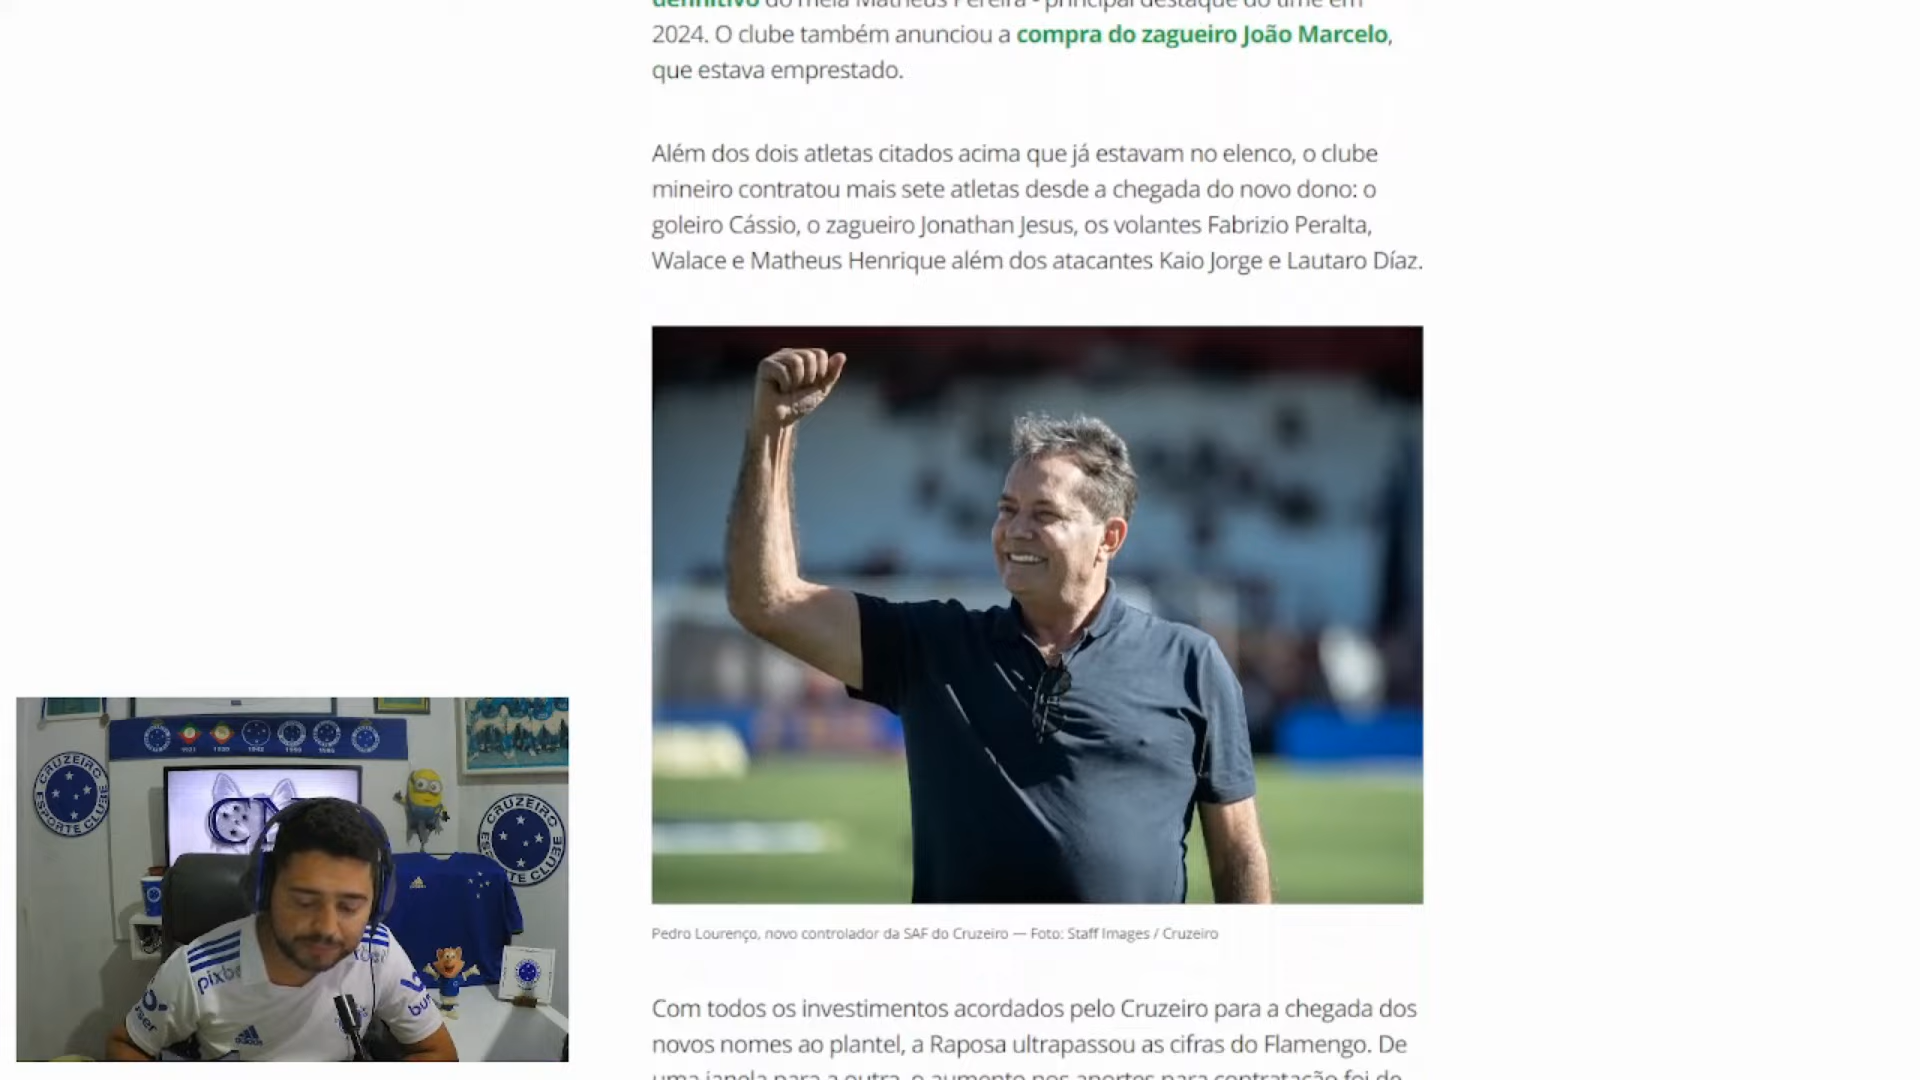 definitivo do meia Matheus Pereira - principal destaque do time em
2024. O clube também anunciou a compra do zagueiro João Marcelo,
que estava emprestado.
Além dos dois atletas citados acima que já estavam no elenco, o clube
mineiro contratou mais sete atletas desde a chegada do novo dono: o
goleiro Cássio, o zagueiro Jonathan Jesus, os volantes Fabrizio Peralta,
Walace e Matheus Henrique além dos atacantes Kaio Jorge e Lautaro Díaz.
Pedro Lourenço, novo controlador da SAF do Cruzeiro — Foto: Staff Images / Cruzeiro
Com todos os investimentos acordados pelo Cruzeiro para a chegada dos
novos nomes ao plantel, a Raposa ultrapassou as cifras do Flamengo. De
uma janela para a outra, o aumento nos aportes para contratação foi de
CRUZEIRO
ESPORTE CLUBE
CRUZEIRO
adidas